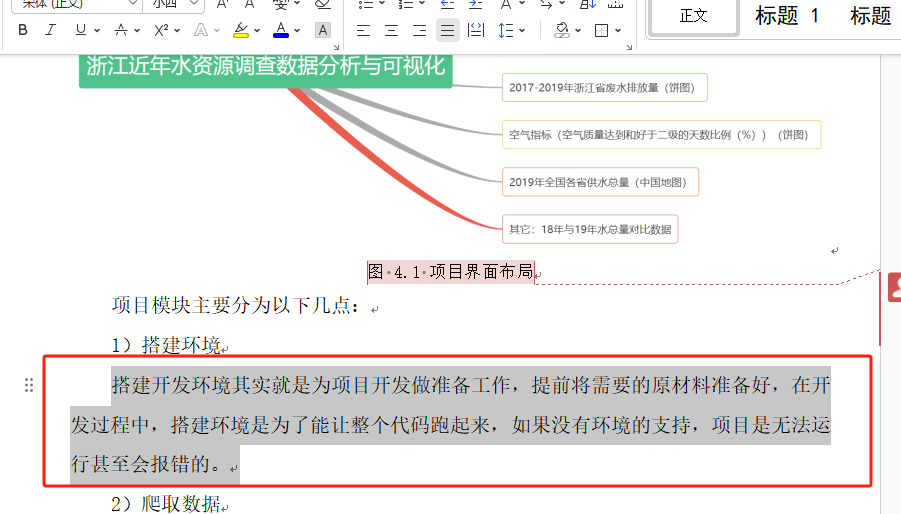 宋体 (正文) 小四
B I U A X² A A A
正文 标题 1 标题
浙江近年水资源调查数据分析与可视化
2017-2019年浙江省废水排放量（饼图）
空气指标（空气质量达到和好于二级的天数比例（%））（饼图）
2019年全国各省供水总量（中国地图）
其它：18年与19年水总量对比数据
图 4.1 项目界面布局
项目模块主要分为以下几点：
1）搭建环境
搭建开发环境其实就是为项目开发做准备工作，提前将需要的原材料准备好，在开
发过程中，搭建环境是为了能让整个代码跑起来，如果没有环境的支持，项目是无法运
行甚至会报错的。
2）爬取数据